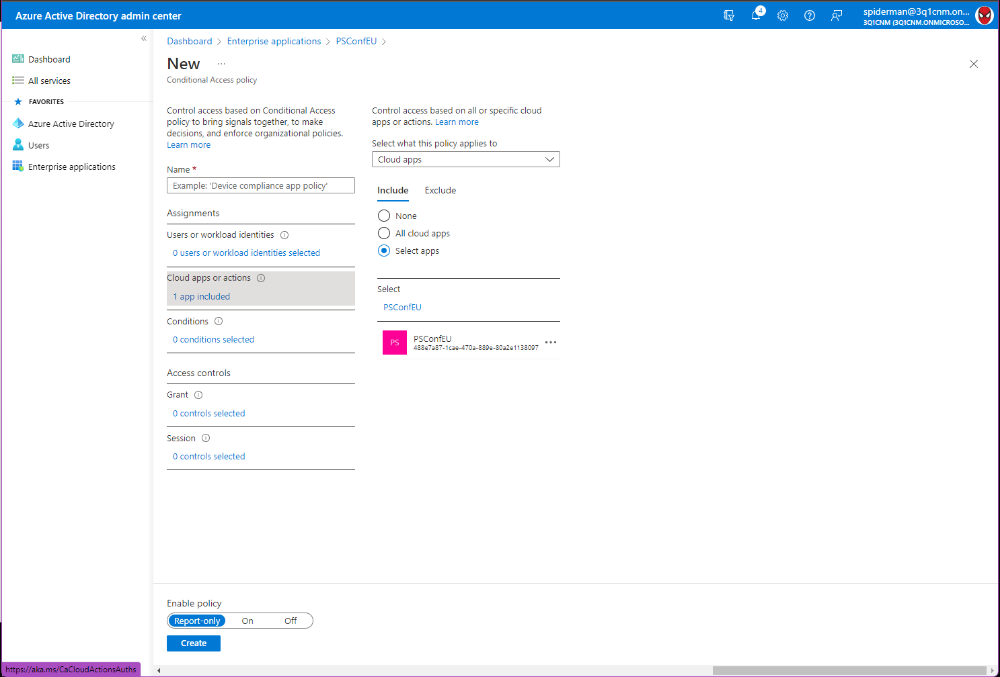 Azure Active Directory admin center
4
spiderman@3q1cnm.on...
3Q1CNM (3Q1CNM.ONMICROSO...
«
Dashboard
All services
FAVORITES
Azure Active Directory
Users
Enterprise applications
Dashboard > Enterprise applications > PSConfEU >
New ...
Conditional Access policy
Control access based on Conditional Access
policy to bring signals together, to make
decisions, and enforce organizational policies.
Learn more
Name *
Example: 'Device compliance app policy'
Assignments
Users or workload identities
0 users or workload identities selected
Cloud apps or actions
1 app included
Conditions
0 conditions selected
Access controls
Grant
0 controls selected
Session
0 controls selected
Control access based on all or specific cloud
apps or actions. Learn more
Select what this policy applies to
Cloud apps
Include Exclude
None
All cloud apps
Select apps
Select
PSConfEU
PS
PSConfEU
488e7a87-1cae-470a-889e-80a2e1138097
Enable policy
Report-only On Off
Create
https://aka.ms/CaCloudActionsAuths